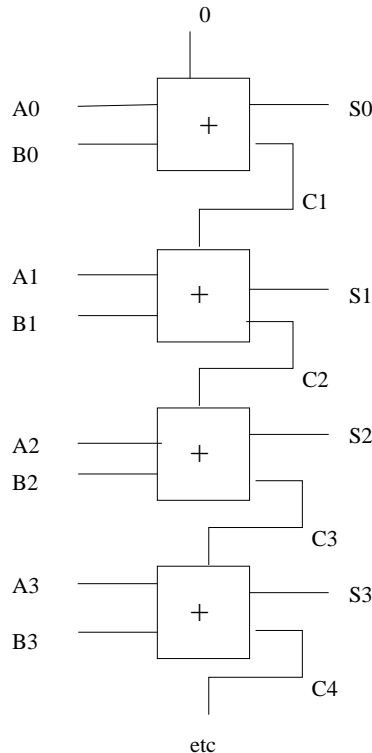 0
A0
+
S0
B0
C1
A1
+
S1
B1
C2
A2
+
S2
B2
C3
A3
+
S3
B3
C4
etc